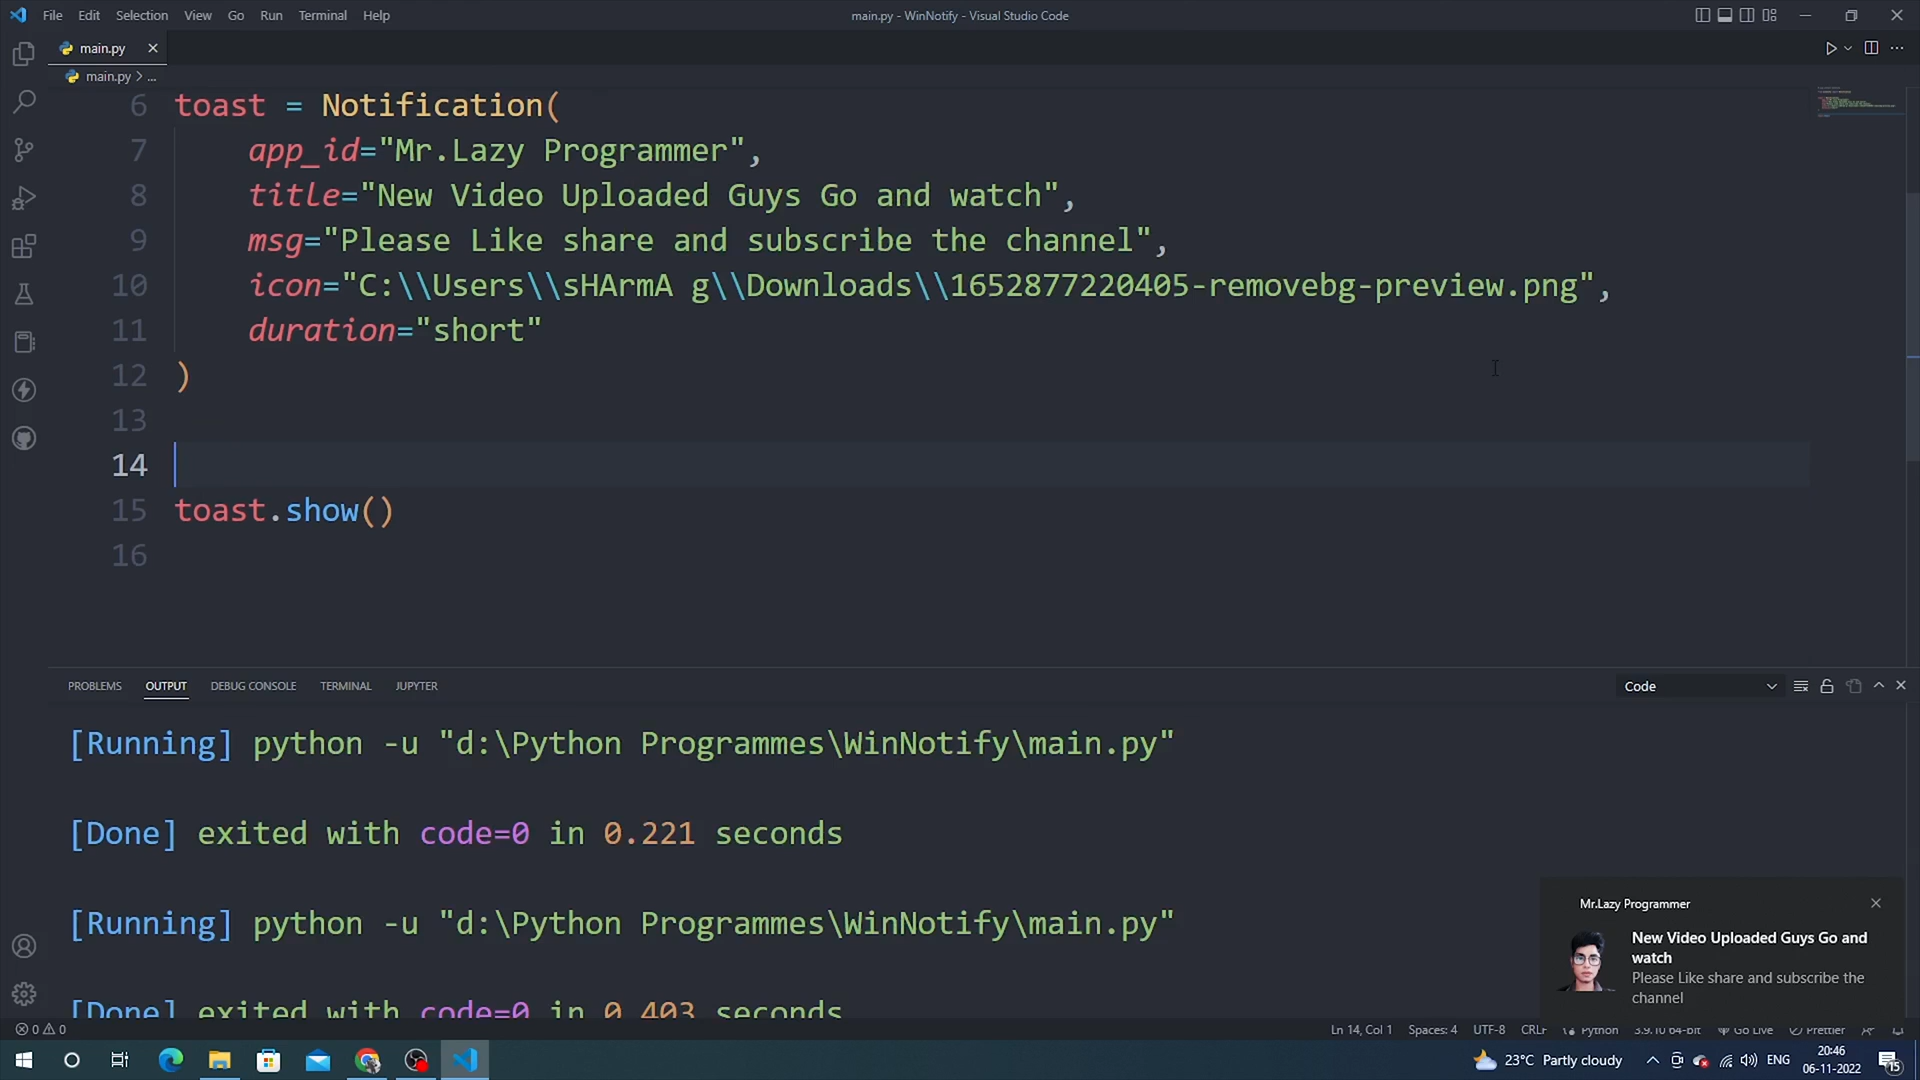 File Edit Selection View Go Run Terminal Help
main.py - WinNotify - Visual Studio Code
main.py
main.py > ...
6 toast = Notification(
7 app_id="Mr.Lazy Programmer",
8 title="New Video Uploaded Guys Go and watch",
9 msg="Please Like share and subscribe the channel",
10 icon="C:\\Users\\sHArmA g\\Downloads\\1652877220405-removebg-preview.png",
11 duration="short"
12 )
13
14
15 toast.show()
16
PROBLEMS OUTPUT DEBUG CONSOLE TERMINAL JUPYTER
Code
[Running] python -u "d:\Python Programmes\WinNotify\main.py"
[Done] exited with code=0 in 0.221 seconds
[Running] python -u "d:\Python Programmes\WinNotify\main.py"
[Done] exited with code=0 in 0.403 seconds
Mr.Lazy Programmer
New Video Uploaded Guys Go and
watch
Please Like share and subscribe the
channel
0 0
Ln 14, Col 1 Spaces: 4 UTF-8 CRLF Python 3.9.10 64-bit Go Live Prettier
23°C Partly cloudy
ENG
20:46
06-11-2022
15